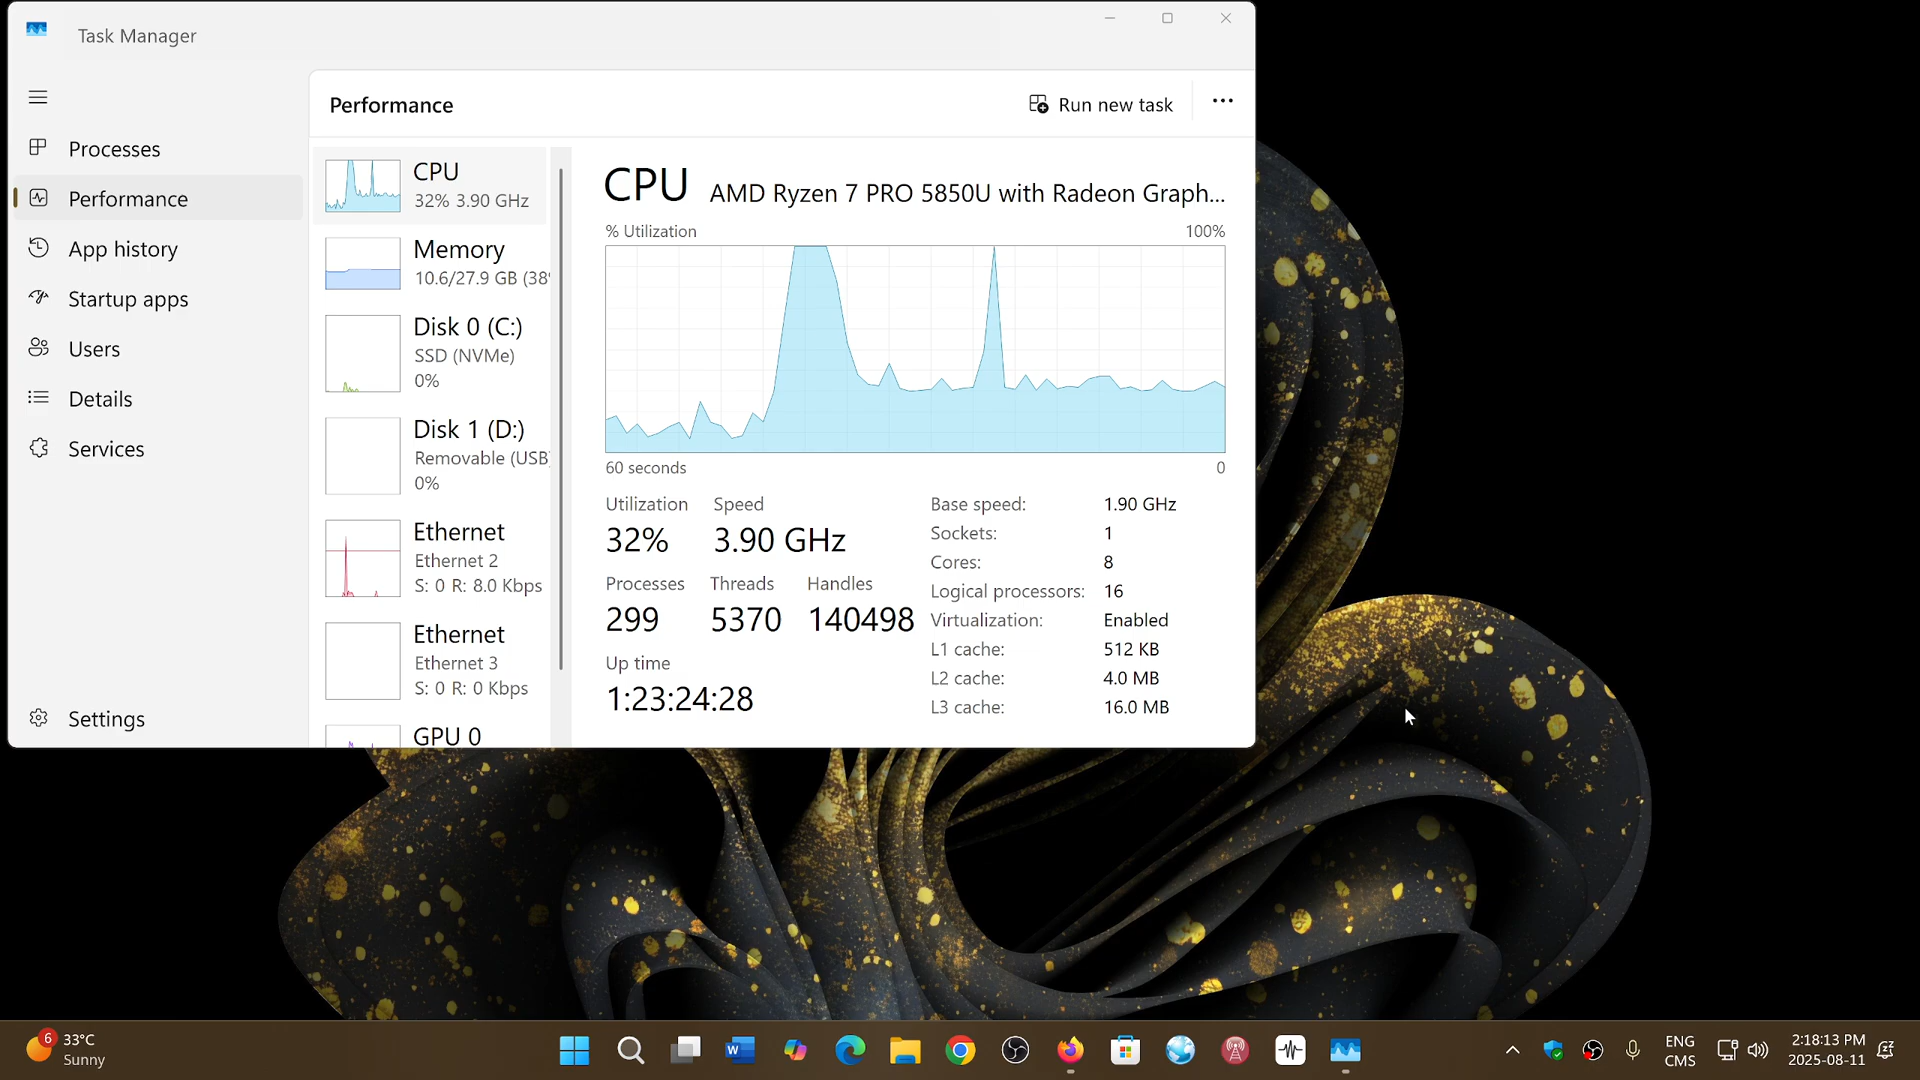 Task Manager
Performance
Run new task
Processes
Performance
App history
Startup apps
Users
Details
Services
Settings
CPU
32% 3.90 GHz
Memory
10.6/27.9 GB (38%
Disk 0 (C:)
SSD (NVMe)
0%
Disk 1 (D:)
Removable (USB)
0%
Ethernet
Ethernet 2
S: 0 R: 8.0 Kbps
Ethernet
Ethernet 3
S: 0 R: 0 Kbps
GPU 0
CPU AMD Ryzen 7 PRO 5850U with Radeon Graph...
% Utilization 100%
60 seconds 0
Utilization Speed
32% 3.90 GHz
Processes Threads Handles
299 5370 140498
Up time
1:23:24:28
Base speed: 1.90 GHz
Sockets: 1
Cores: 8
Logical processors: 16
Virtualization: Enabled
L1 cache: 512 KB
L2 cache: 4.0 MB
L3 cache: 16.0 MB
6
33°C
Sunny
W
ENG
CMS
2:18:13 PM
2025-08-11